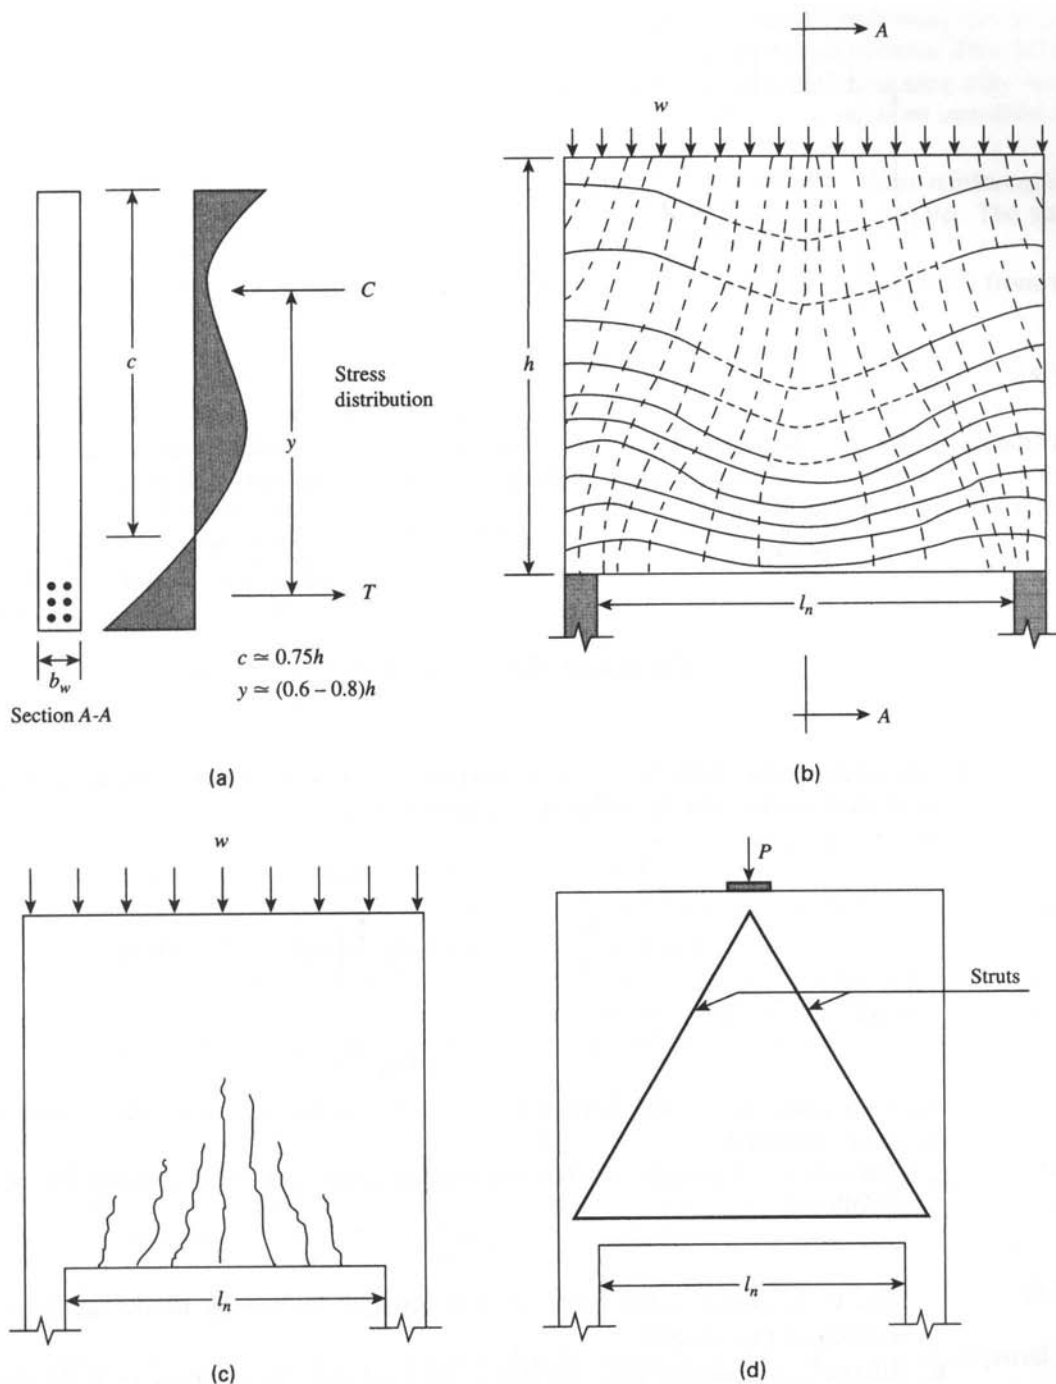 A
w
C
c
h
Stress
distribution
y
T
l_n
b_w
c ≃ 0.75h
y ≃ (0.6 – 0.8)h
Section A-A
A
(a)
(b)
w
P
Struts
l_n
l_n
(c)
(d)